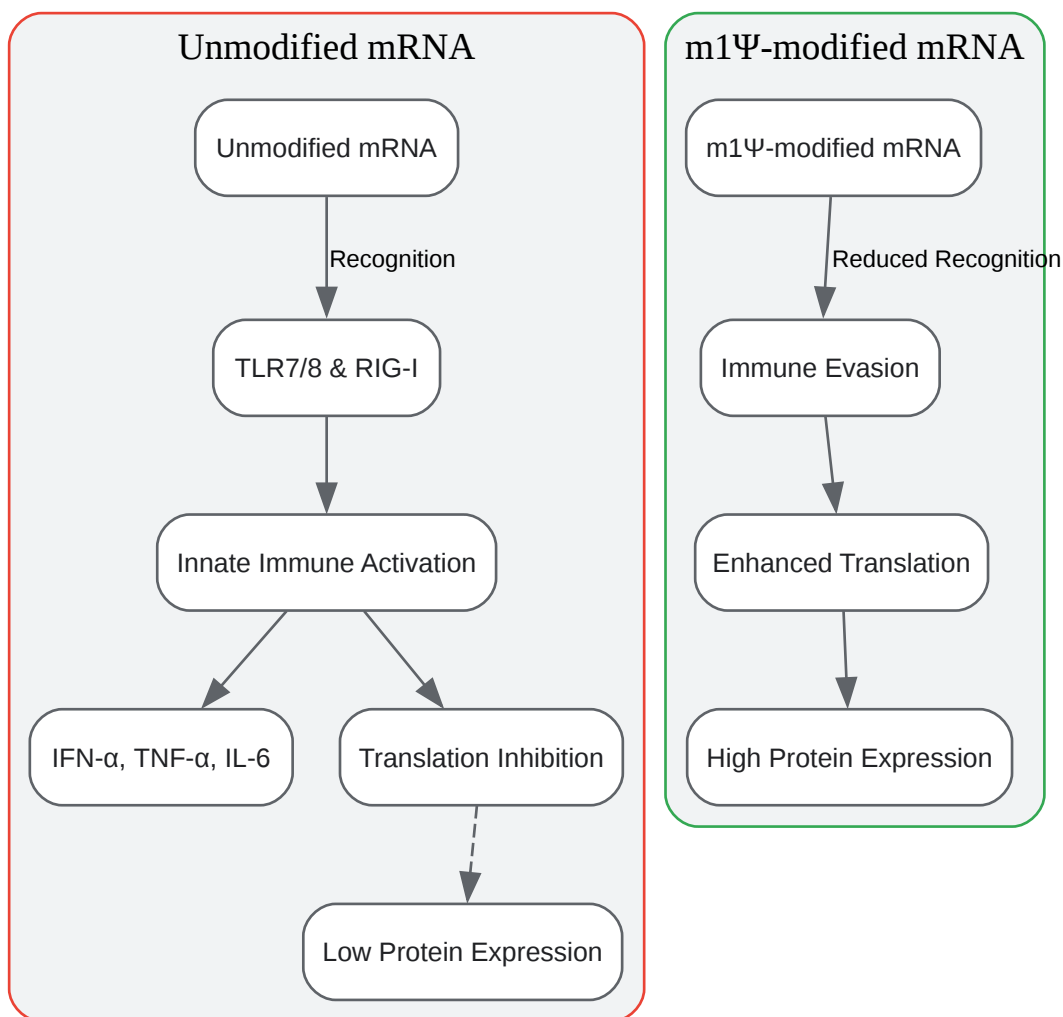 Unmodified mRNA
Unmodified mRNA
Recognition
TLR7/8 & RIG-I
Innate Immune Activation
IFN-α, TNF-α, IL-6
Translation Inhibition
Low Protein Expression
m1Ψ-modified mRNA
m1Ψ-modified mRNA
Reduced Recognition
Immune Evasion
Enhanced Translation
High Protein Expression